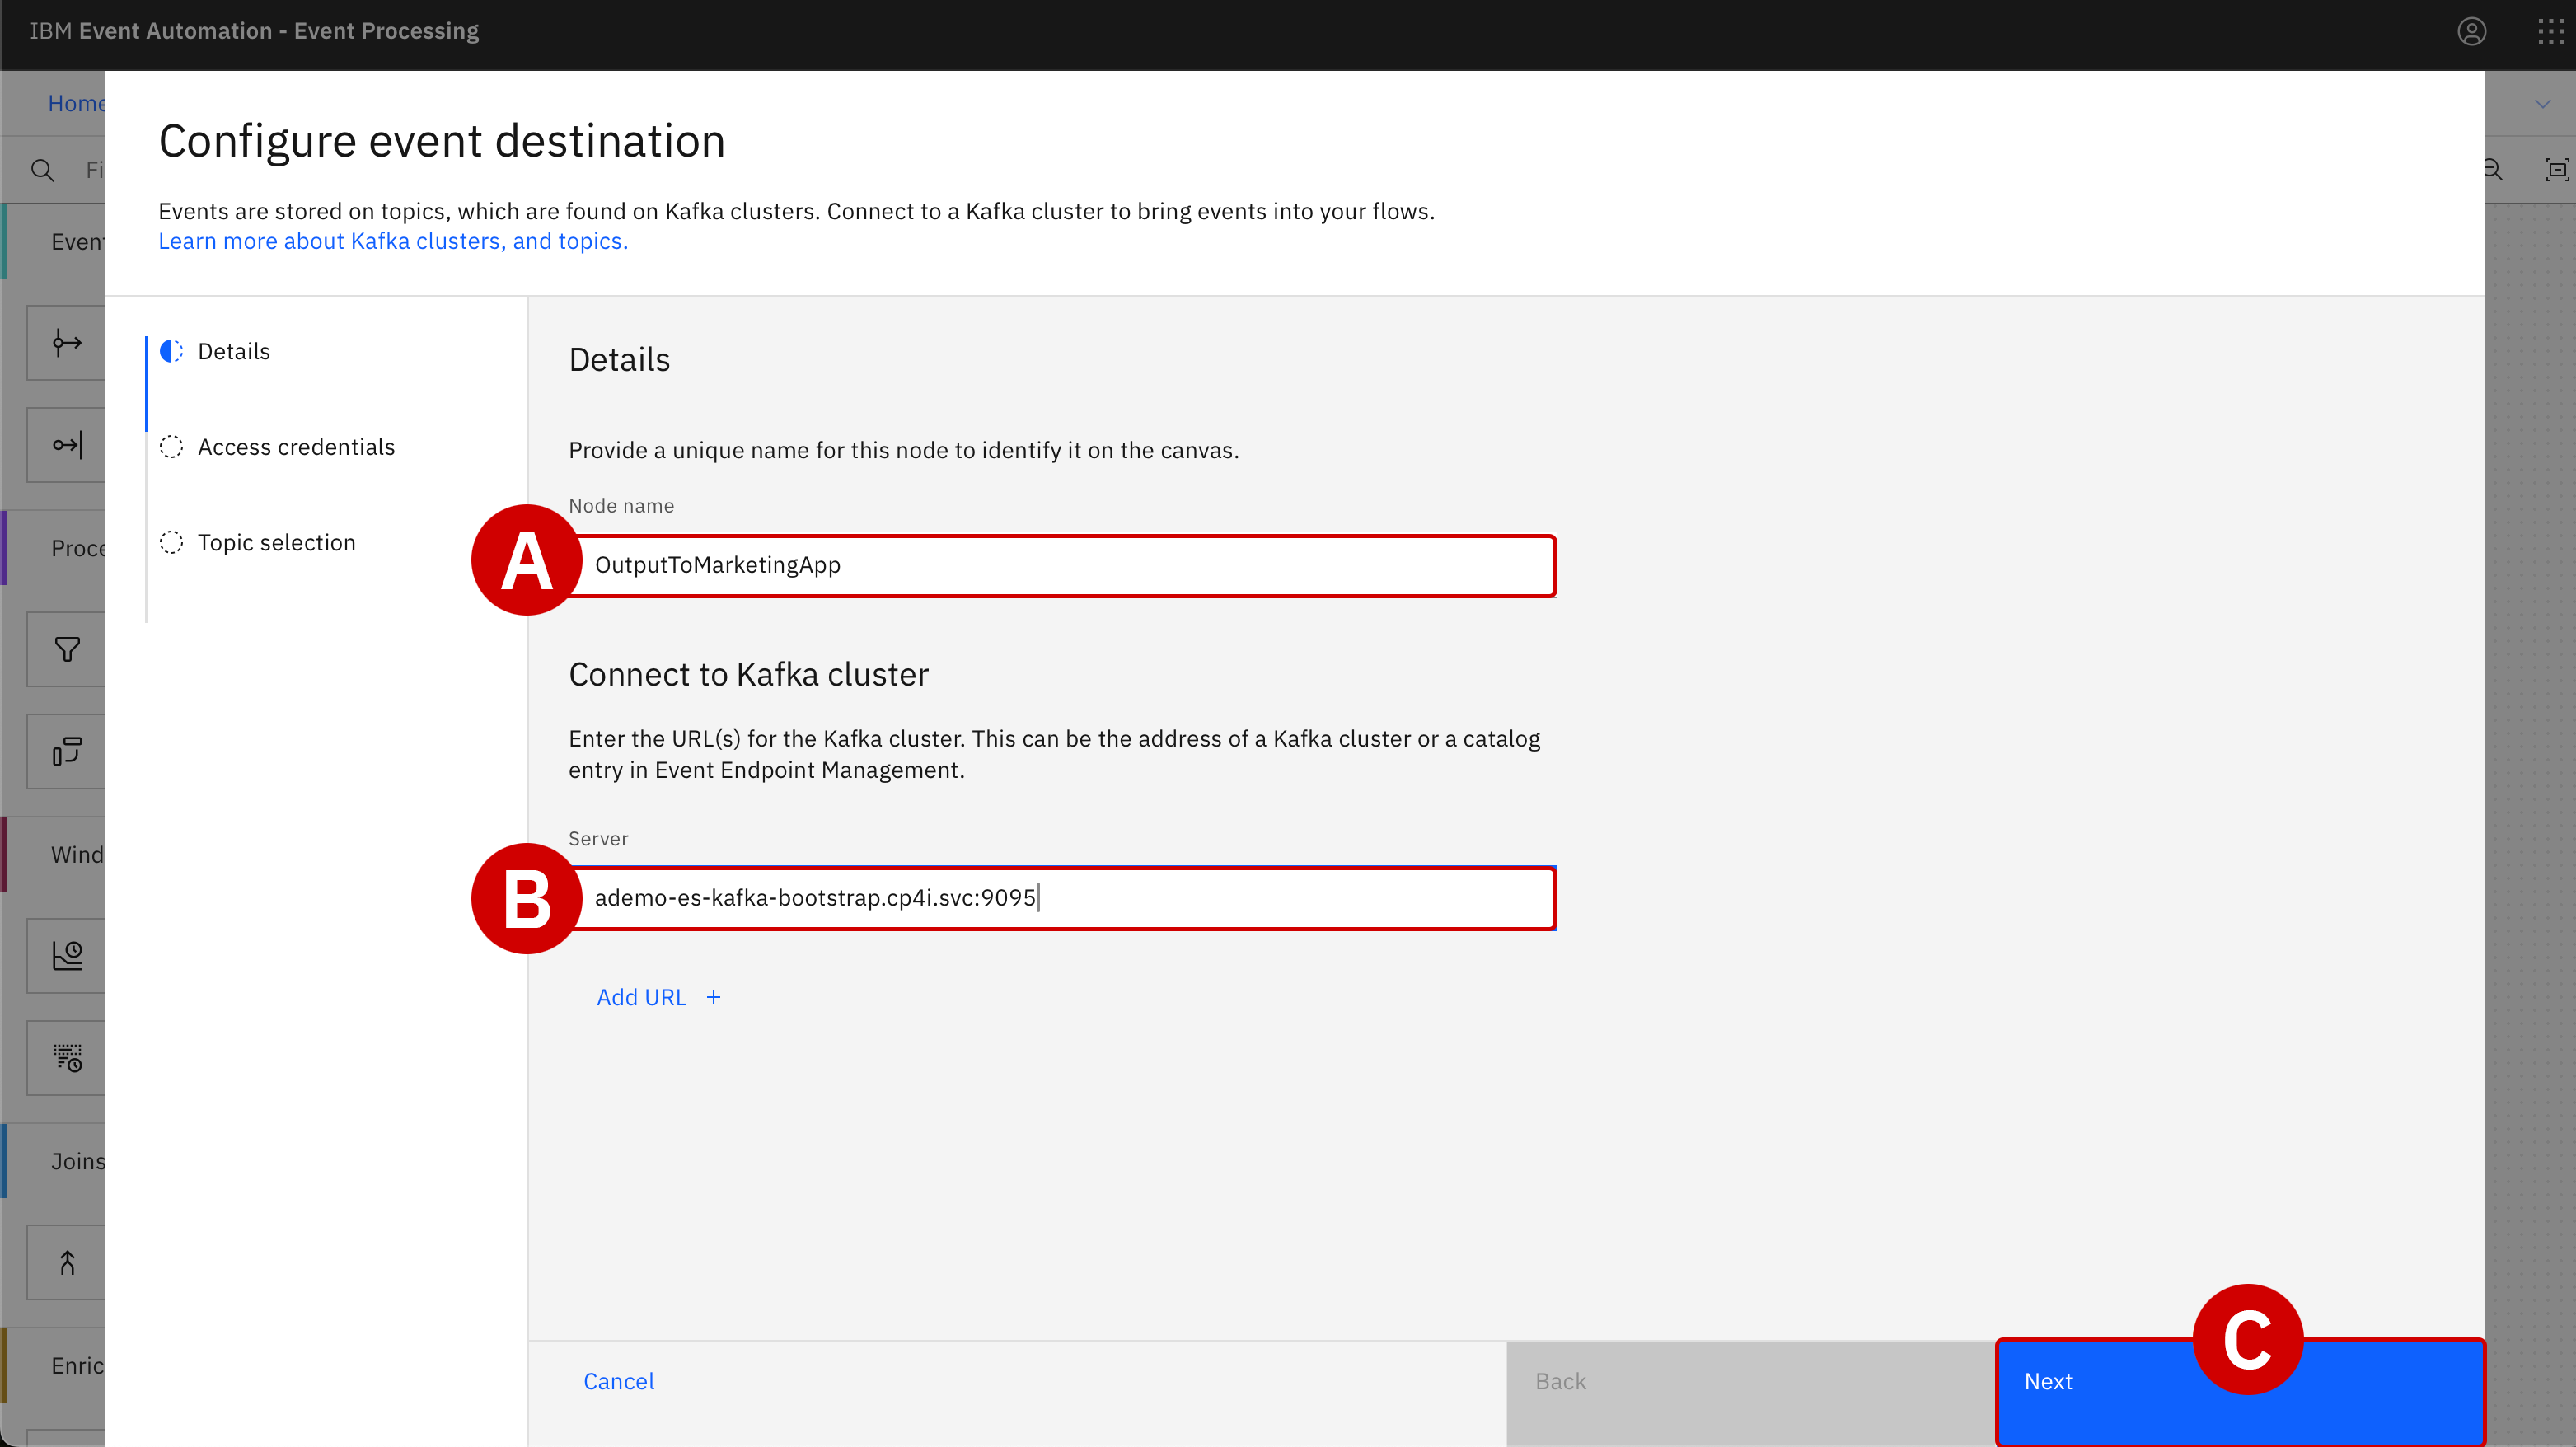 IBM Event Automation - Event Processing
Home
Configure event destination
Events are stored on topics, which are found on Kafka clusters. Connect to a Kafka cluster to bring events into your flows.
Learn more about Kafka clusters, and topics.
Fi
Event
Proce
Wind
Joins
Enric
Details
Access credentials
Topic selection
Details
Provide a unique name for this node to identify it on the canvas.
Node name
A
OutputToMarketingApp
Connect to Kafka cluster
Enter the URL(s) for the Kafka cluster. This can be the address of a Kafka cluster or a catalog
entry in Event Endpoint Management.
Server
B
ademo-es-kafka-bootstrap.cp4i.svc:9095
Add URL +
Cancel
Back
Next
C